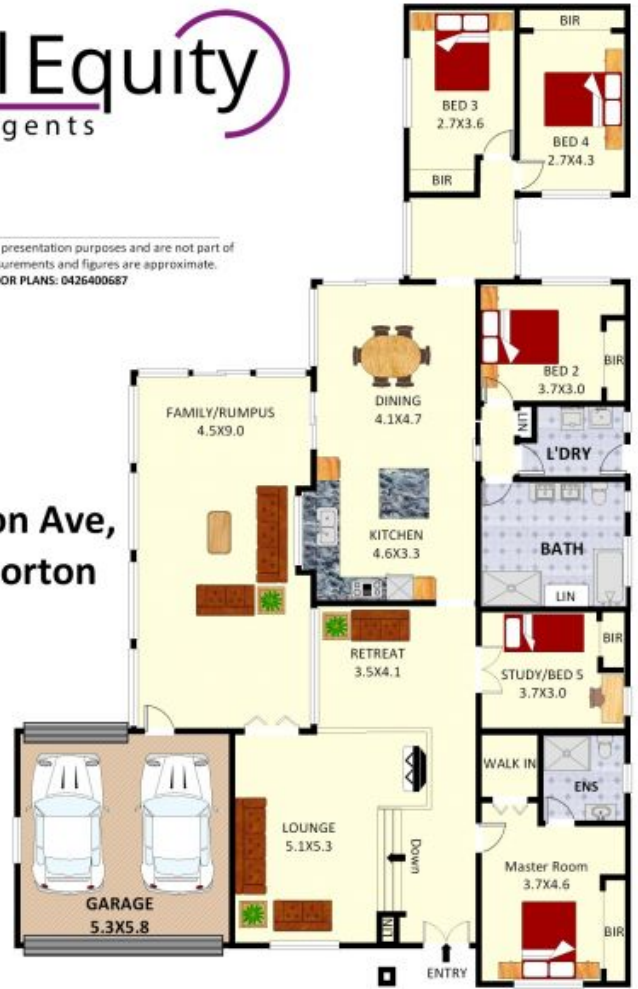 l Equity
gents
presentation purposes and are not part of
surements and figures are approximate.
OR PLANS: 0426400687
on Ave,
orton
BED 3
2.7X3.6
BIR
BIR
BED 4
2.7X4.3
BED 2
3.7X3.0
BIR
DINING
4.1X4.7
FAMILY/RUMPUS
4.5X9.0
LIN
L'DRY
KITCHEN
4.6X3.3
BATH
LIN
RETREAT
3.5X4.1
STUDY/BED 5
3.7X3.0
BIR
WALK IN
ENS
LOUNGE
5.1X5.3
Down
Master Room
3.7X4.6
BIR
GARAGE
5.3X5.8
LIN
ENTRY